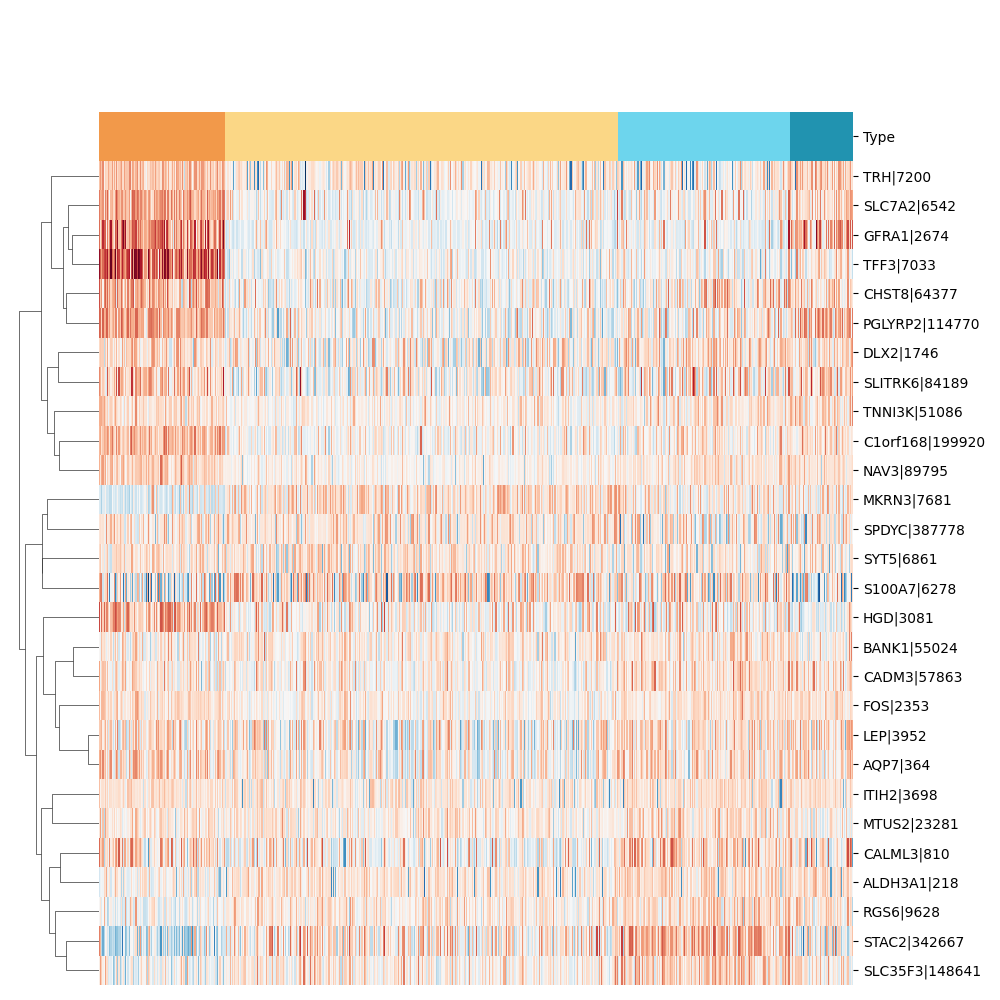 Type
TRH|7200
SLC7A2|6542
GFRA1|2674
TFF3|7033
CHST8|64377
PGLYRP2|114770
DLX2|1746
SLITRK6|84189
TNNI3K|51086
C1orf168|199920
NAV3|89795
MKRN3|7681
SPDYC|387778
SYT5|6861
S100A7|6278
HGD|3081
BANK1|55024
CADM3|57863
FOS|2353
LEP|3952
AQP7|364
ITIH2|3698
MTUS2|23281
CALML3|810
ALDH3A1|218
RGS6|9628
STAC2|342667
SLC35F3|148641